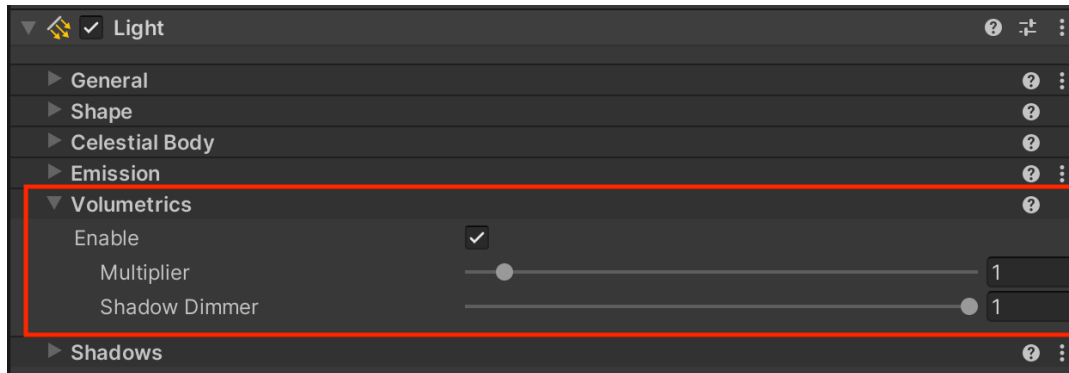 Light
General
Shape
Celestial Body
Emission
Volumetrics
Enable
Multiplier 1
Shadow Dimmer 1
Shadows